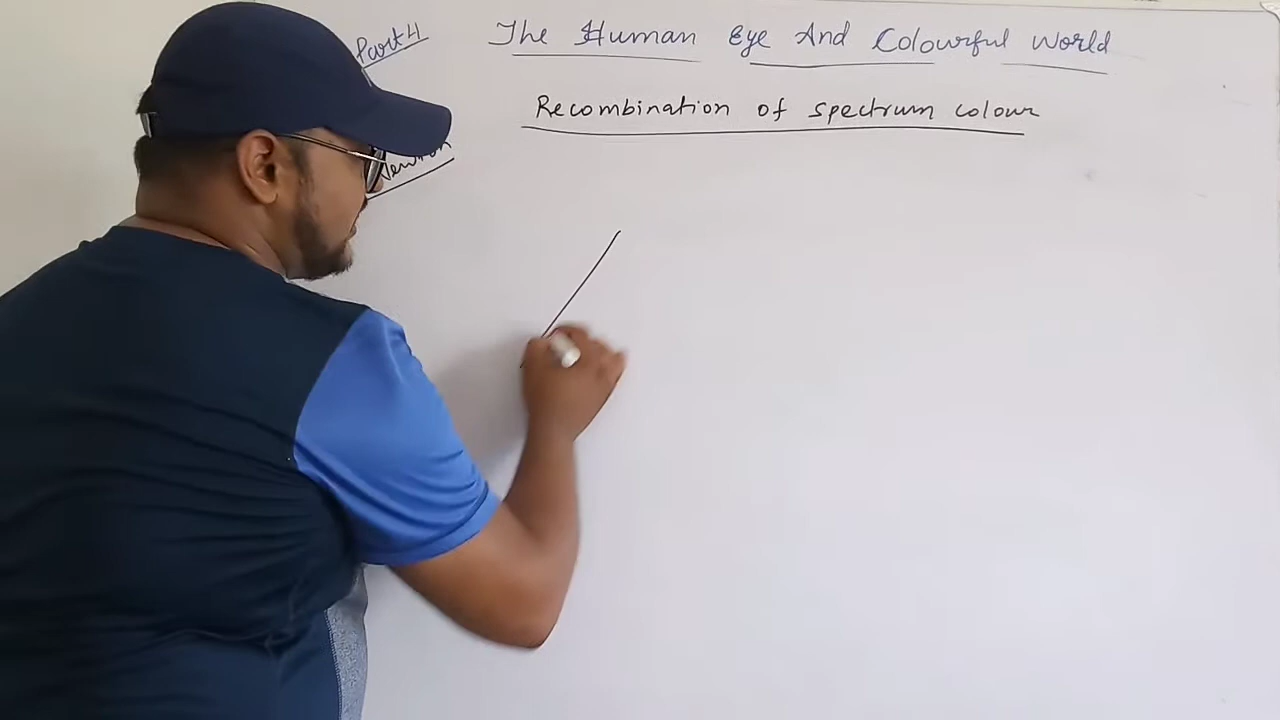 Part 4
The Human Eye And Colourful World
Recombination of spectrum colour